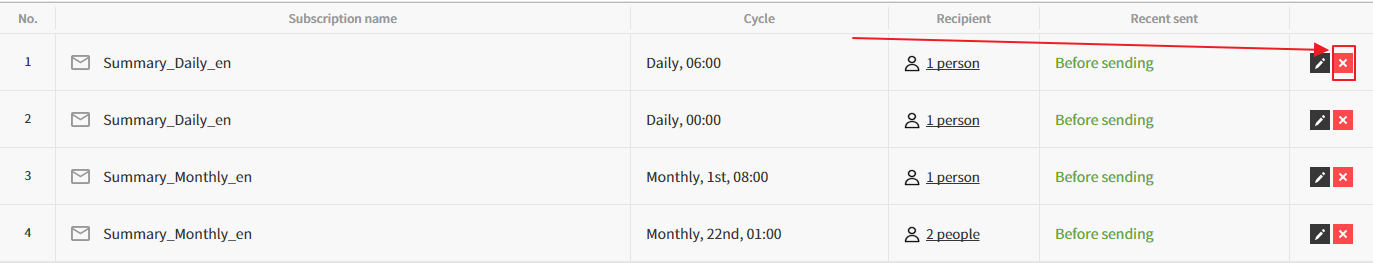 No. Subscription name Cycle Recipient Recent sent
1 Summary_Daily_en Daily, 06:00 1 person Before sending
2 Summary_Daily_en Daily, 00:00 1 person Before sending
3 Summary_Monthly_en Monthly, 1st, 08:00 1 person Before sending
4 Summary_Monthly_en Monthly, 22nd, 01:00 2 people Before sending